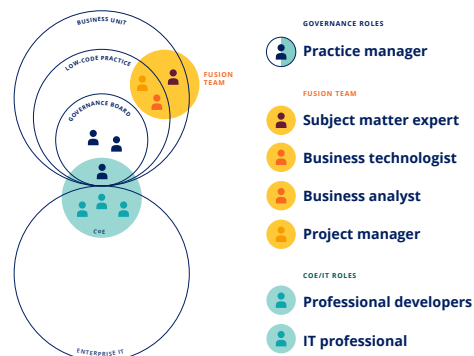 BUSINESS UNIT
LOW-CODE PRACTICE
GOVERNANCE BOARD
FUSION
TEAM
CoE
ENTERPRISE IT
GOVERNANCE ROLES
Practice manager
FUSION TEAM
Subject matter expert
Business technologist
Business analyst
Project manager
COE/IT ROLES
Professional developers
IT professional